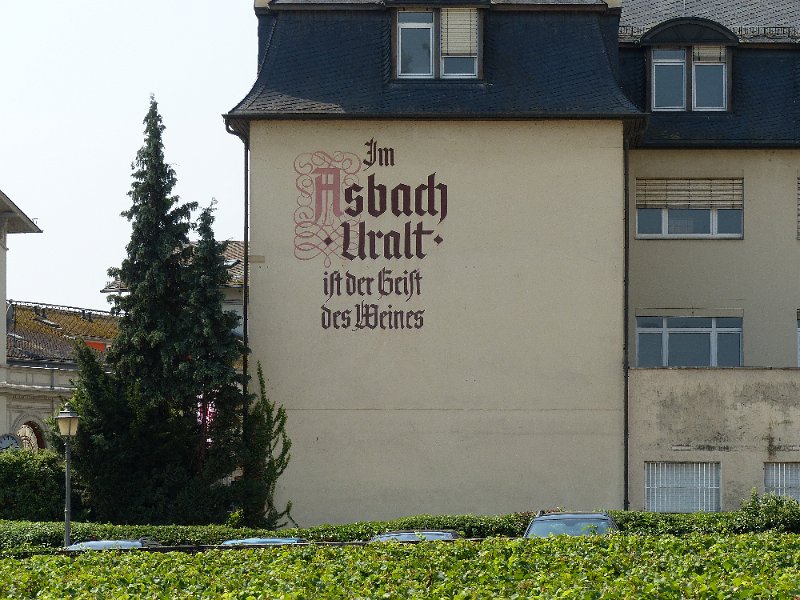 Im
Asbach
·Uralt·
ist der Geist
des Weines